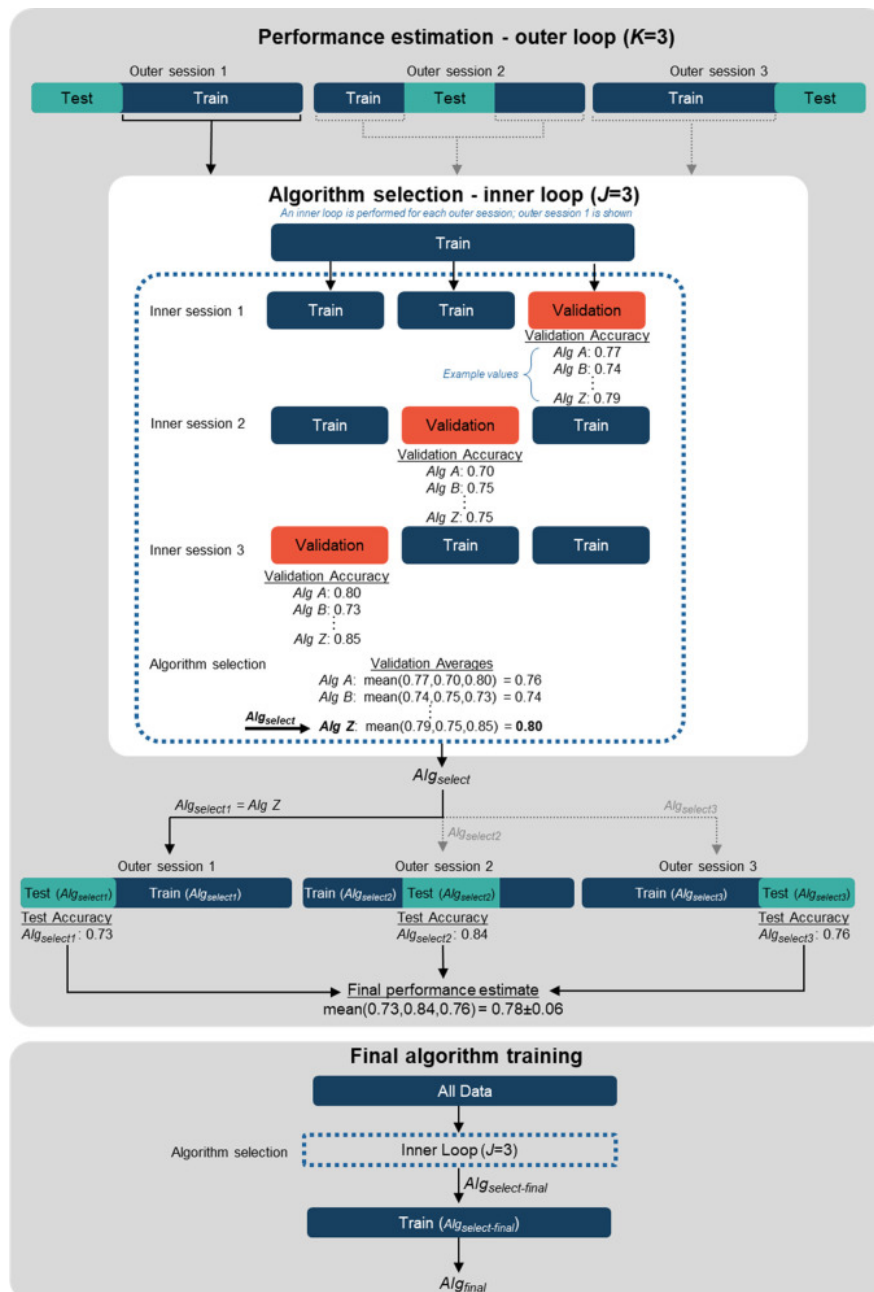 Performance estimation - outer loop (K=3)
Outer session 1 Outer session 2 Outer session 3
Test Train Train Test Train Test
Algorithm selection - inner loop (J=3)
An inner loop is performed for each outer session; outer session 1 is shown
Train
Inner session 1 Train Train Validation
Validation Accuracy
Alg A: 0.77
Example values Alg B: 0.74
Alg Z: 0.79
Inner session 2 Train Validation Train
Validation Accuracy
Alg A: 0.70
Alg B: 0.75
Alg Z: 0.75
Inner session 3 Validation Train Train
Validation Accuracy
Alg A: 0.80
Alg B: 0.73
Alg Z: 0.85
Algorithm selection Validation Averages
Alg A: mean(0.77,0.70,0.80) = 0.76
Alg B: mean(0.74,0.75,0.73) = 0.74
Algselect Alg Z: mean(0.79,0.75,0.85) = 0.80
Algselect
Algselect1 = Alg Z Algselect2 Algselect3
Outer session 1 Outer session 2 Outer session 3
Test (Algselect1) Train (Algselect1) Train (Algselect2) Test (Algselect2) Train (Algselect3) Test (Algselect3)
Test Accuracy Test Accuracy Test Accuracy
Algselect1: 0.73 Algselect2: 0.84 Algselect3: 0.76
Final performance estimate
mean(0.73,0.84,0.76) = 0.78±0.06
Final algorithm training
All Data
Algorithm selection Inner Loop (J=3)
Algselect-final
Train (Algselect-final)
Algfinal